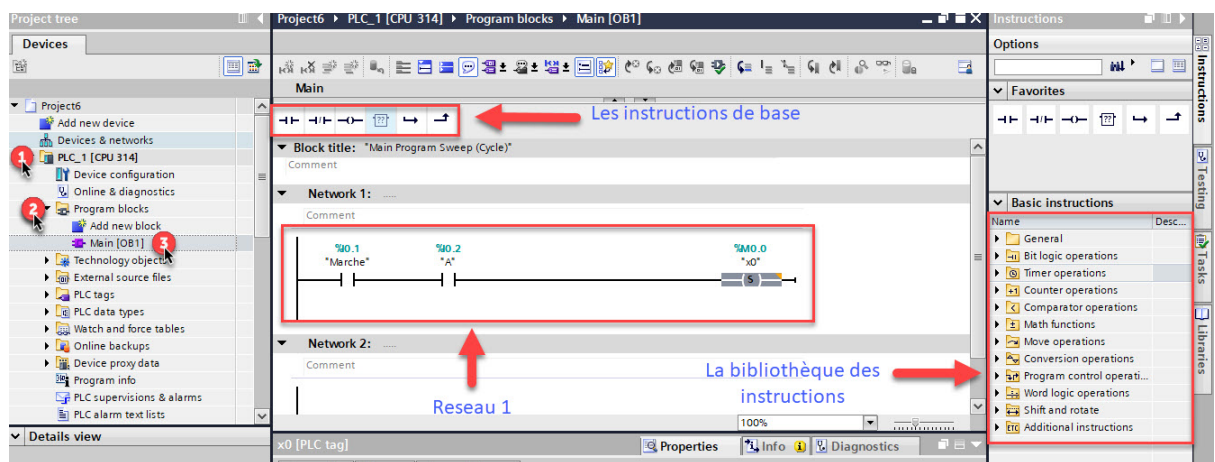 Project tree
Project6 ▸ PLC_1 [CPU 314] ▸ Program blocks ▸ Main [OB1]
Instructions
Devices
Options
Main
Les instructions de base
Favorites
Project6
Add new device
Devices & networks
1
PLC_1 [CPU 314]
Device configuration
Online & diagnostics
2
Program blocks
Add new block
Main [OB1]
3
Technology objects
External source files
PLC tags
PLC data types
Watch and force tables
Online backups
Device proxy data
Program info
PLC supervisions & alarms
PLC alarm text lists
Details view
Block title: "Main Program Sweep (Cycle)"
Comment
Network 1: .....
Comment
%I0.1 %I0.2 %M0.0
"Marche" "A" "x0"
S
Network 2: .....
Comment
La bibliothèque des
instructions
Reseau 1
100%
x0 [PLC tag]
Properties
Info
Diagnostics
Basic instructions
Name Desc...
General
Bit logic operations
Timer operations
Counter operations
Comparator operations
Math functions
Move operations
Conversion operations
Program control operati...
Word logic operations
Shift and rotate
Additional instructions
Instructions
Testing
Tasks
Libraries